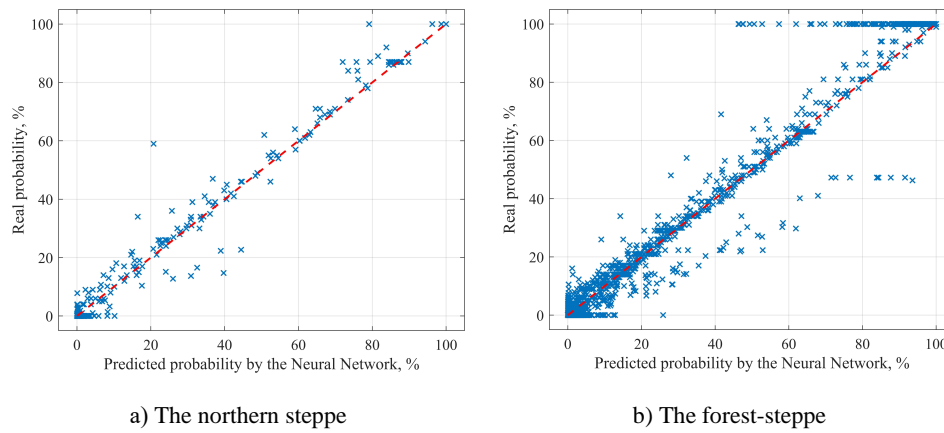 100
80
60
40
20
0
Real probability, %
0 20 40 60 80 100
Predicted probability by the Neural Network, %
a) The northern steppe
100
80
60
40
20
0
Real probability, %
0 20 40 60 80 100
Predicted probability by the Neural Network, %
b) The forest-steppe